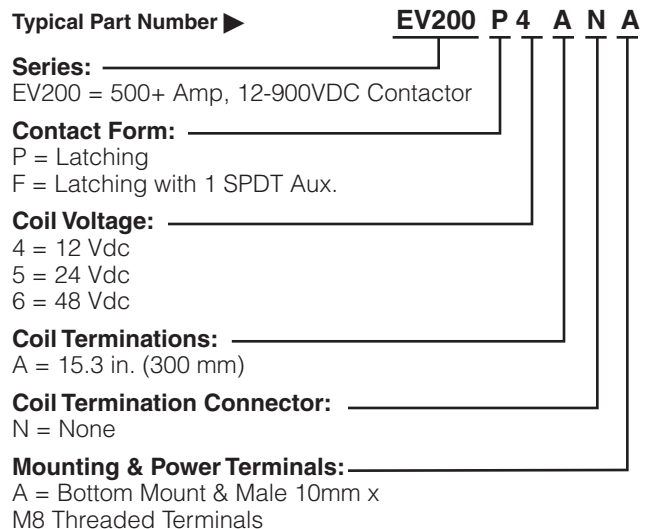 Typical Part Number ▶ EV200 P 4 A N A
Series:
EV200 = 500+ Amp, 12-900VDC Contactor
Contact Form:
P = Latching
F = Latching with 1 SPDT Aux.
Coil Voltage:
4 = 12 Vdc
5 = 24 Vdc
6 = 48 Vdc
Coil Terminations:
A = 15.3 in. (300 mm)
Coil Termination Connector:
N = None
Mounting & Power Terminals:
A = Bottom Mount & Male 10mm x
M8 Threaded Terminals